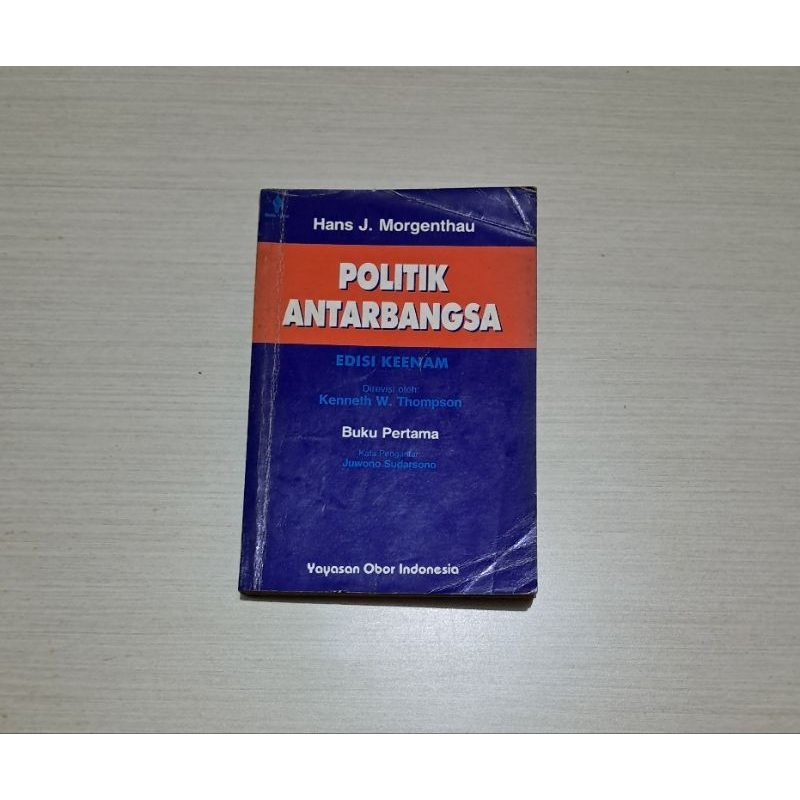 Hans J. Morgenthau
POLITIK
ANTARBANGSA
EDISI KEENAM
Direvisi oleh:
Kenneth W. Thompson
Buku Pertama
Kata Pengantar:
Juwono Sudarsono
Yayasan Obor Indonesia